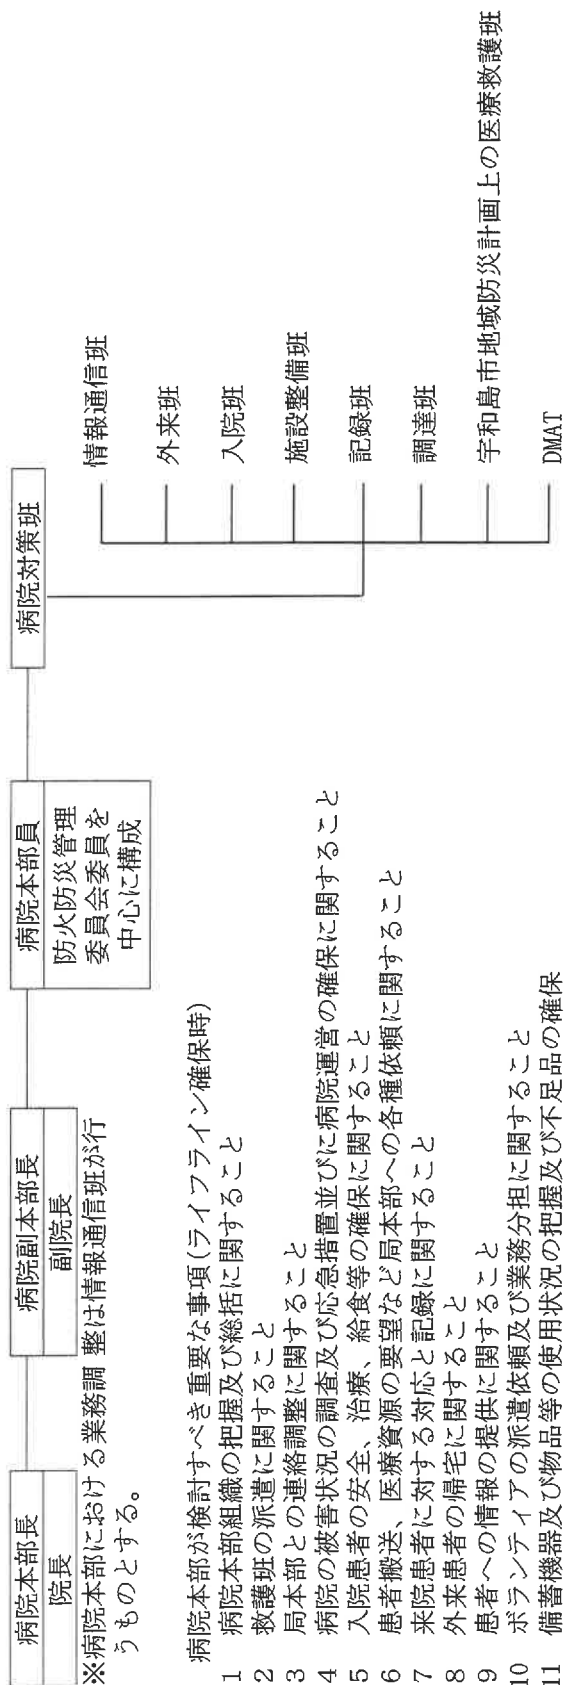 病院本部長
院長
病院副本部長
副院長
病院本部員
防火防災管理
委員会委員を
中心に構成
病院対策班
情報通信班
外来班
入院班
施設整備班
記録班
調達班
宇和島市地域防災計画上の医療救護班
DMAT
※病院本部における業務調 整は情報通信班が行
うものとする。
病院本部が検討すべき重要な事項(ライフライン確保時)
1 病院本部組織の把握及び総括に関すること
2 救護班の派遣に関すること
3 局本部との連絡調整に関すること
4 病院の被害状況の調査及び応急措置並びに病院運営の確保に関すること
5 入院患者の安全、治療、給食等の確保に関すること
6 患者搬送、医療資源の要望など局本部への各種依頼に関すること
7 来院患者に対する対応と記録に関すること
8 外来患者の帰宅に関すること
9 患者への情報の提供に関すること
10 ボランティアの派遣依頼及び業務分担に関すること
11 備蓄機器及び物品等の使用状況の把握及び不足品の確保